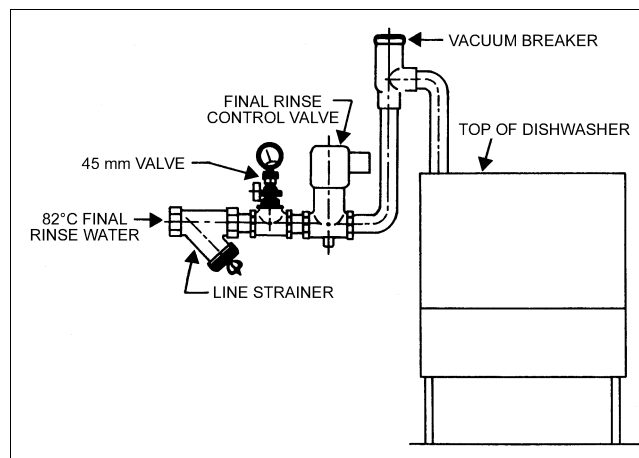 VACUUM BREAKER
FINAL RINSE
CONTROL VALVE
TOP OF DISHWASHER
45 mm VALVE
82°C FINAL
RINSE WATER
LINE STRAINER